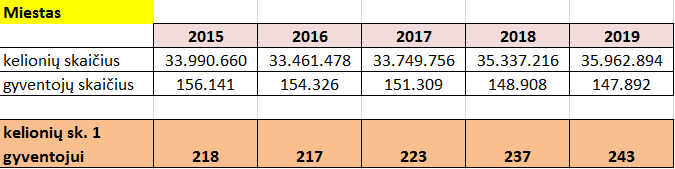 Miestas
2015 2016 2017 2018 2019
kelionių skaičius 33.990.660 33.461.478 33.749.756 35.337.216 35.962.894
gyventojų skaičius 156.141 154.326 151.309 148.908 147.892
kelionių sk. 1
gyventojui 218 217 223 237 243